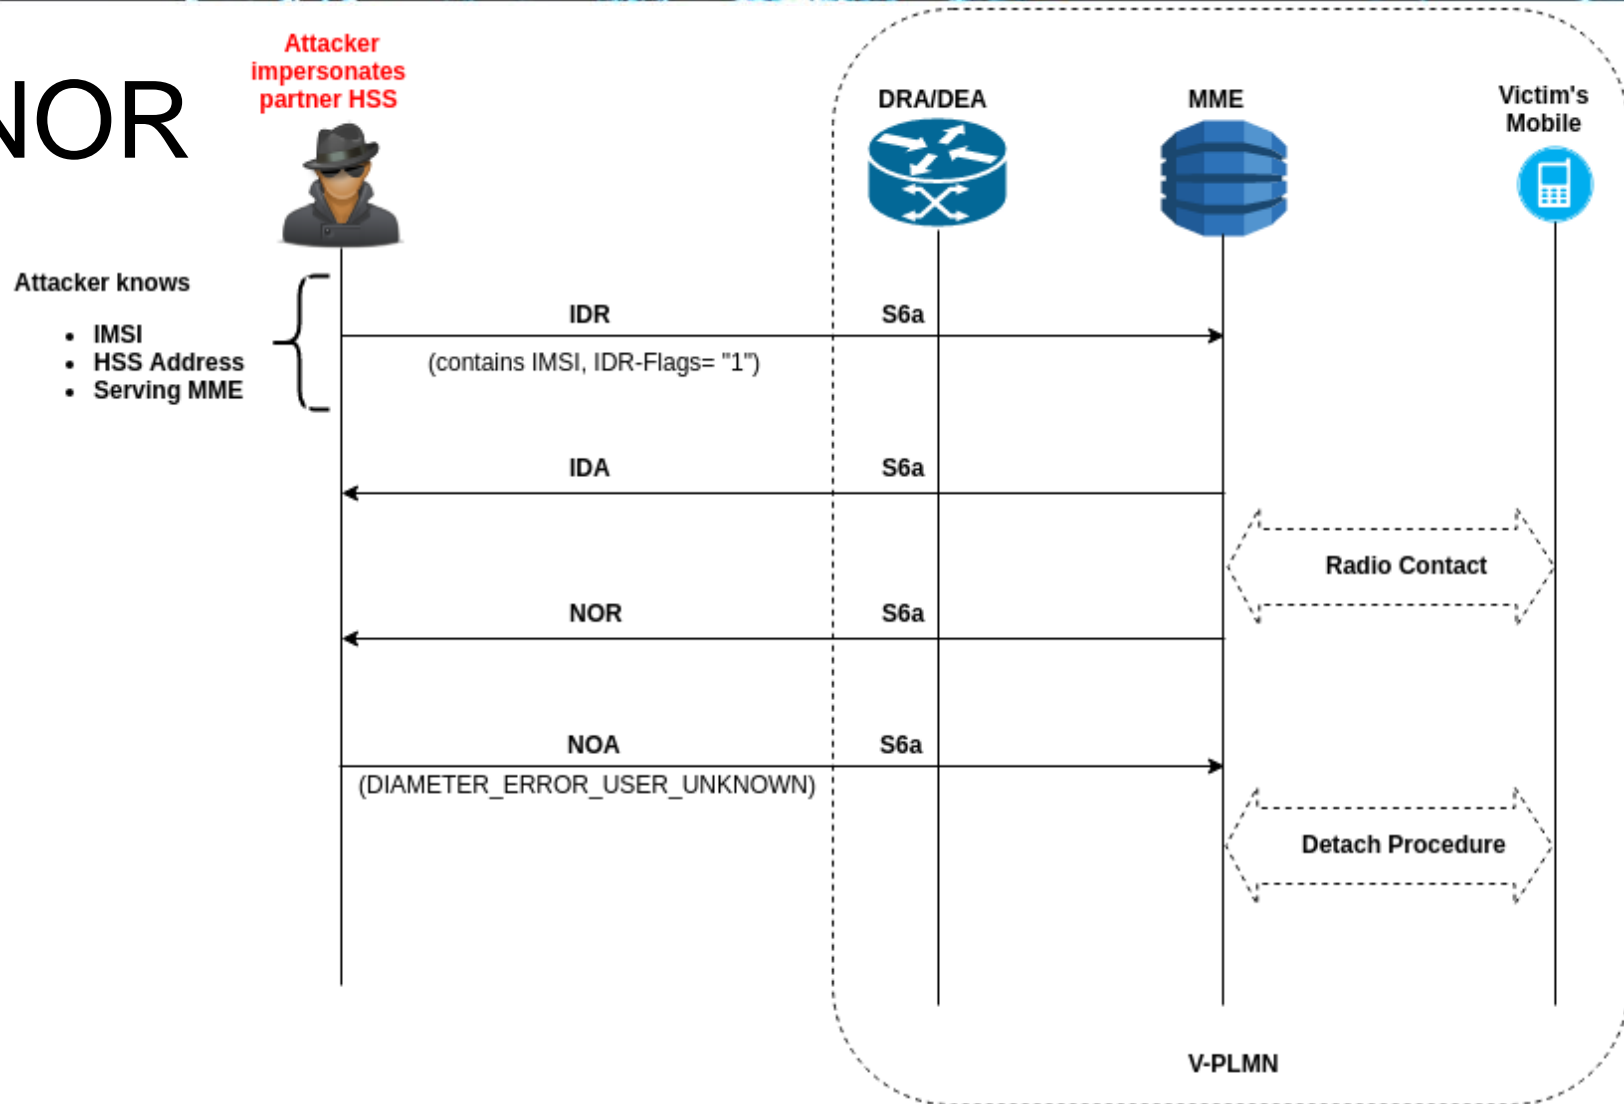 NOR
Attacker
impersonates
partner HSS
DRA/DEA
MME
Victim's
Mobile
Attacker knows
• IMSI
• HSS Address
• Serving MME
IDR
S6a
(contains IMSI, IDR-Flags= "1")
IDA
S6a
Radio Contact
NOR
S6a
NOA
S6a
(DIAMETER_ERROR_USER_UNKNOWN)
Detach Procedure
V-PLMN